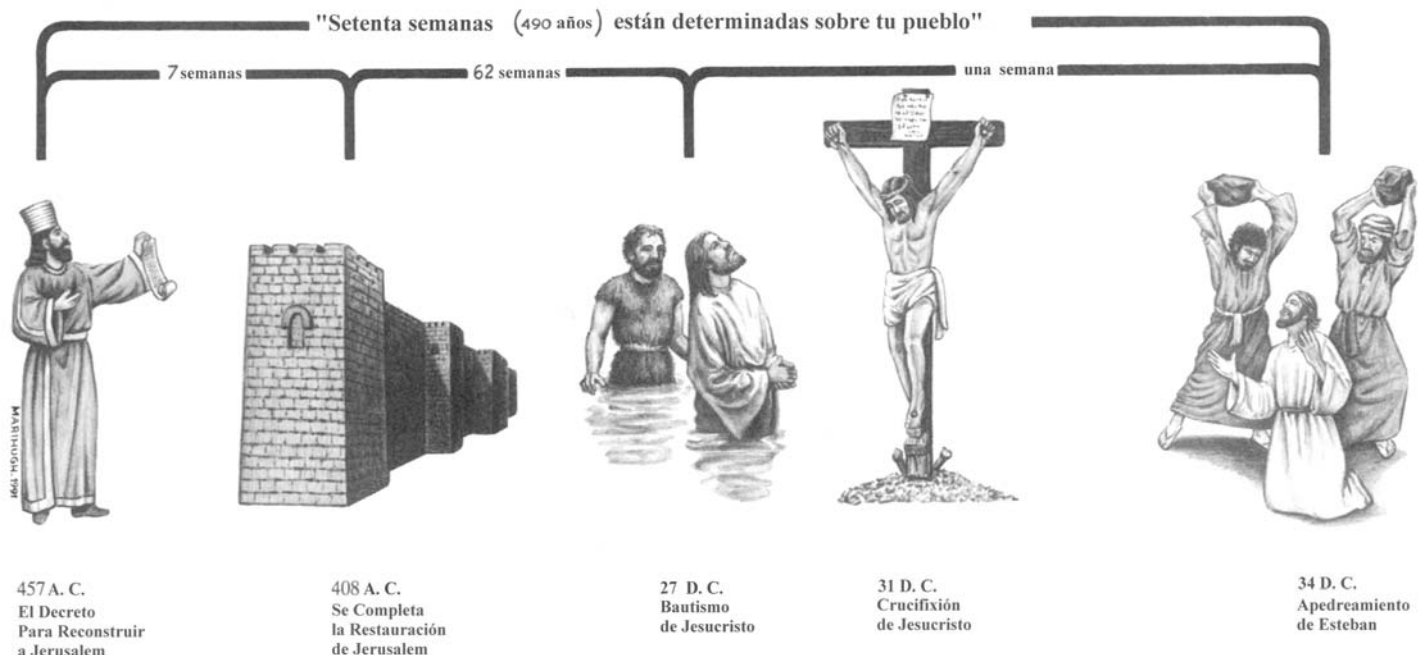 "Setenta semanas (490 años) están determinadas sobre tu pueblo"
7 semanas
62 semanas
una semana
MARIHUGH. 1991
457 A. C.
El Decreto
Para Reconstruir
a Jerusalem
408 A. C.
Se Completa
la Restauración
de Jerusalem
27 D. C.
Bautismo
de Jesucristo
31 D. C.
Crucifixión
de Jesucristo
34 D. C.
Apedreamiento
de Esteban